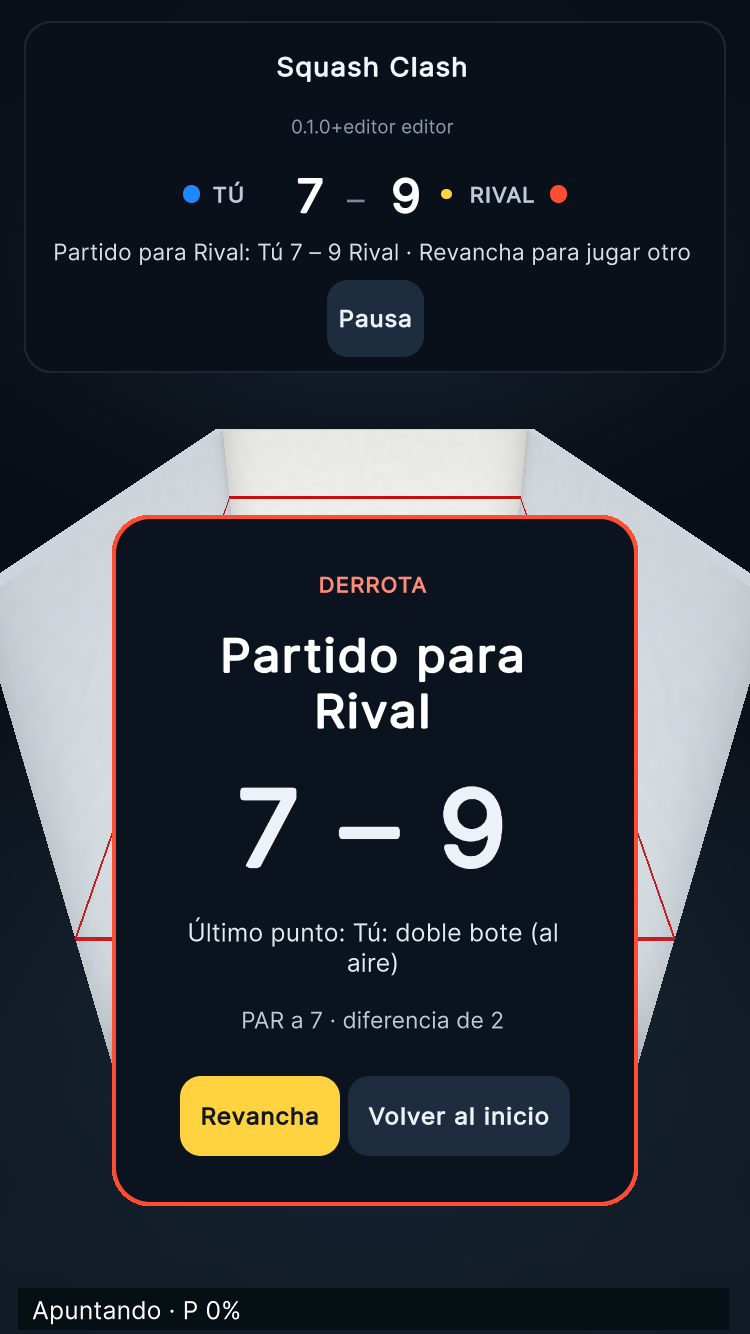 Squash Clash
0.1.0+editor editor
TÚ 7 – 9 RIVAL
Partido para Rival: Tú 7 – 9 Rival · Revancha para jugar otro
Pausa
DERROTA
Partido para
Rival
7 – 9
Último punto: Tú: doble bote (al
aire)
PAR a 7 · diferencia de 2
Revancha Volver al inicio
Apuntando · P 0%